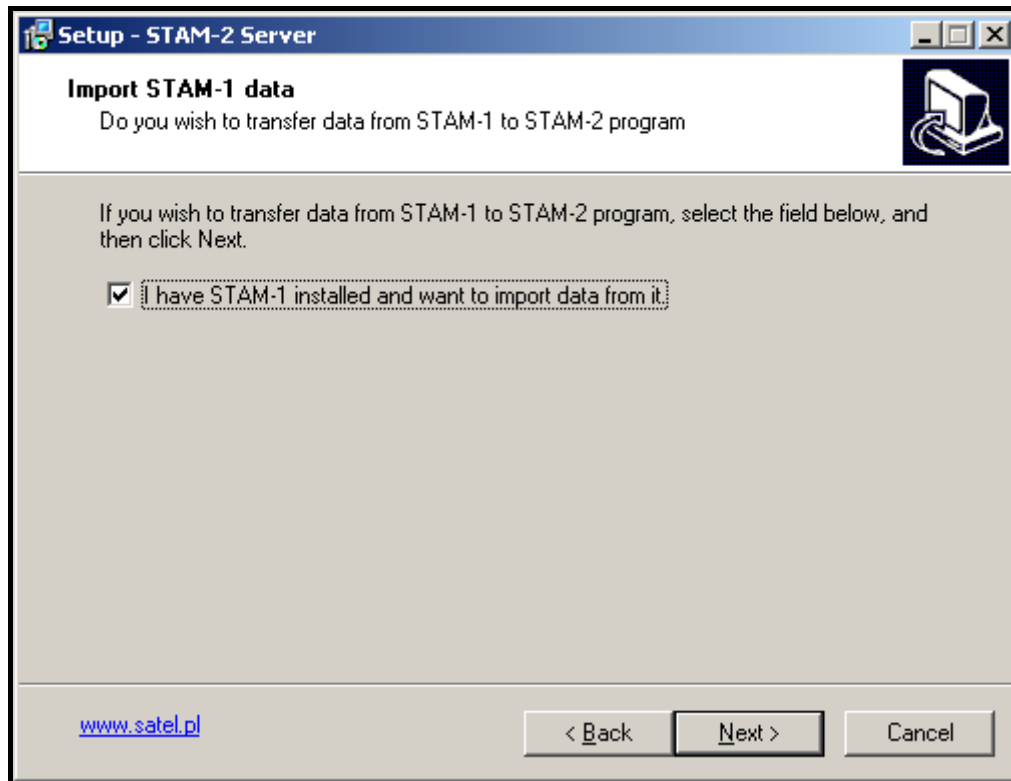 Setup - STAM-2 Server
Import STAM-1 data
Do you wish to transfer data from STAM-1 to STAM-2 program
If you wish to transfer data from STAM-1 to STAM-2 program, select the field below, and
then click Next.
I have STAM-1 installed and want to import data from it.
www.satel.pl
< Back
Next >
Cancel